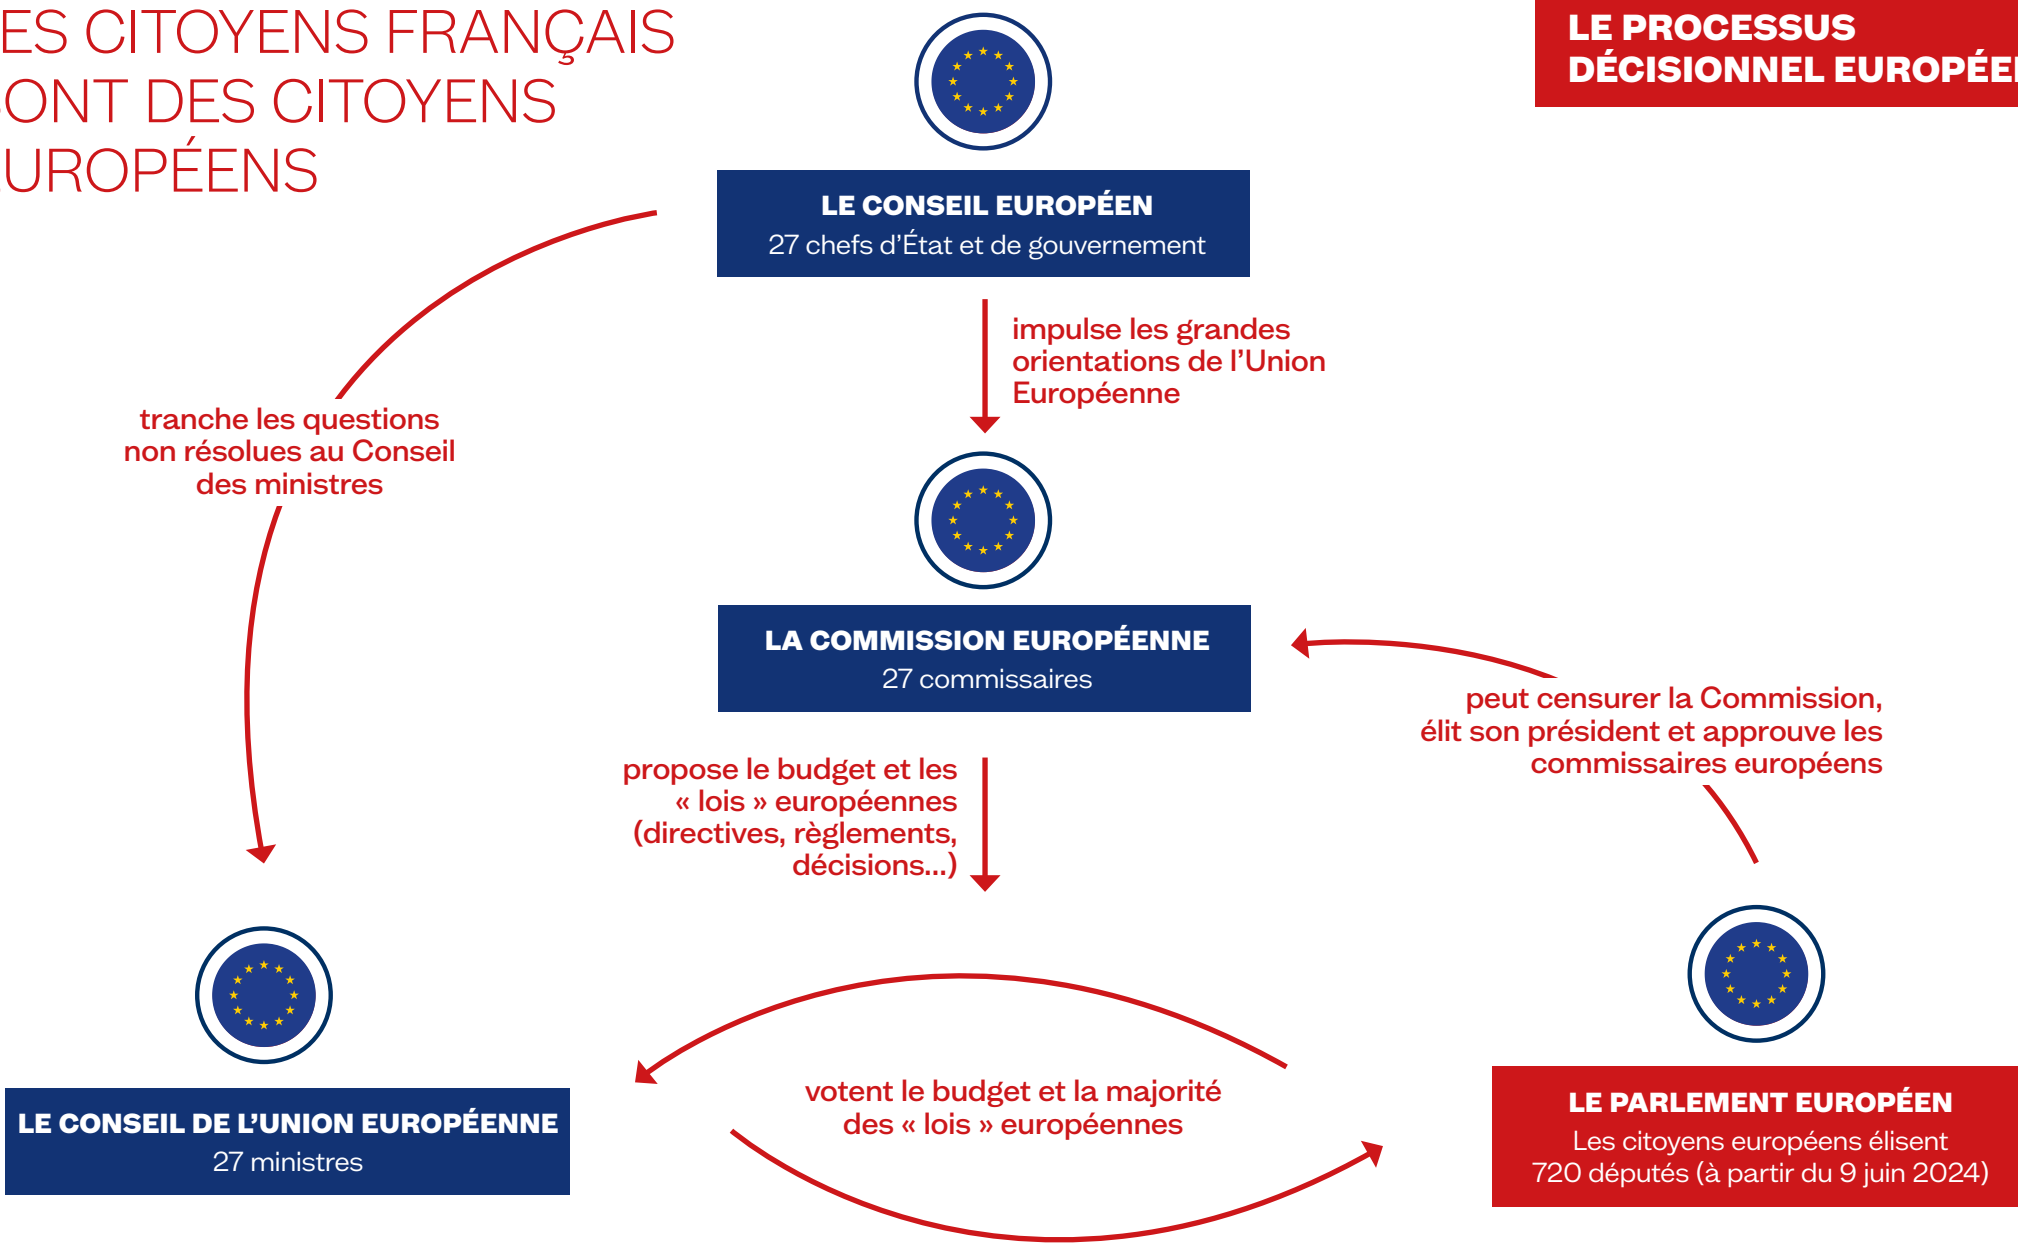 ES CITOYENS FRANÇAIS
ONT DES CITOYENS
UROPÉENS
LE PROCESSUS
DÉCISIONNEL EUROPÉE
LE CONSEIL EUROPÉEN
27 chefs d’État et de gouvernement
impulse les grandes
orientations de l’Union
Européenne
tranche les questions
non résolues au Conseil
des ministres
LA COMMISSION EUROPÉENNE
27 commissaires
peut censurer la Commission,
élit son président et approuve les
commissaires européens
propose le budget et les
« lois » européennes
(directives, règlements,
décisions...)
votent le budget et la majorité
des « lois » européennes
LE CONSEIL DE L’UNION EUROPÉENNE
27 ministres
LE PARLEMENT EUROPÉEN
Les citoyens européens élisent
720 députés (à partir du 9 juin 2024)